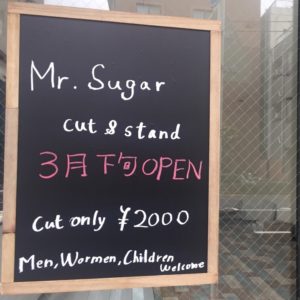 Mr. Sugar
cut & stand
3月下旬OPEN
cut only ¥2000
Men, Wormen, Children
Welcome